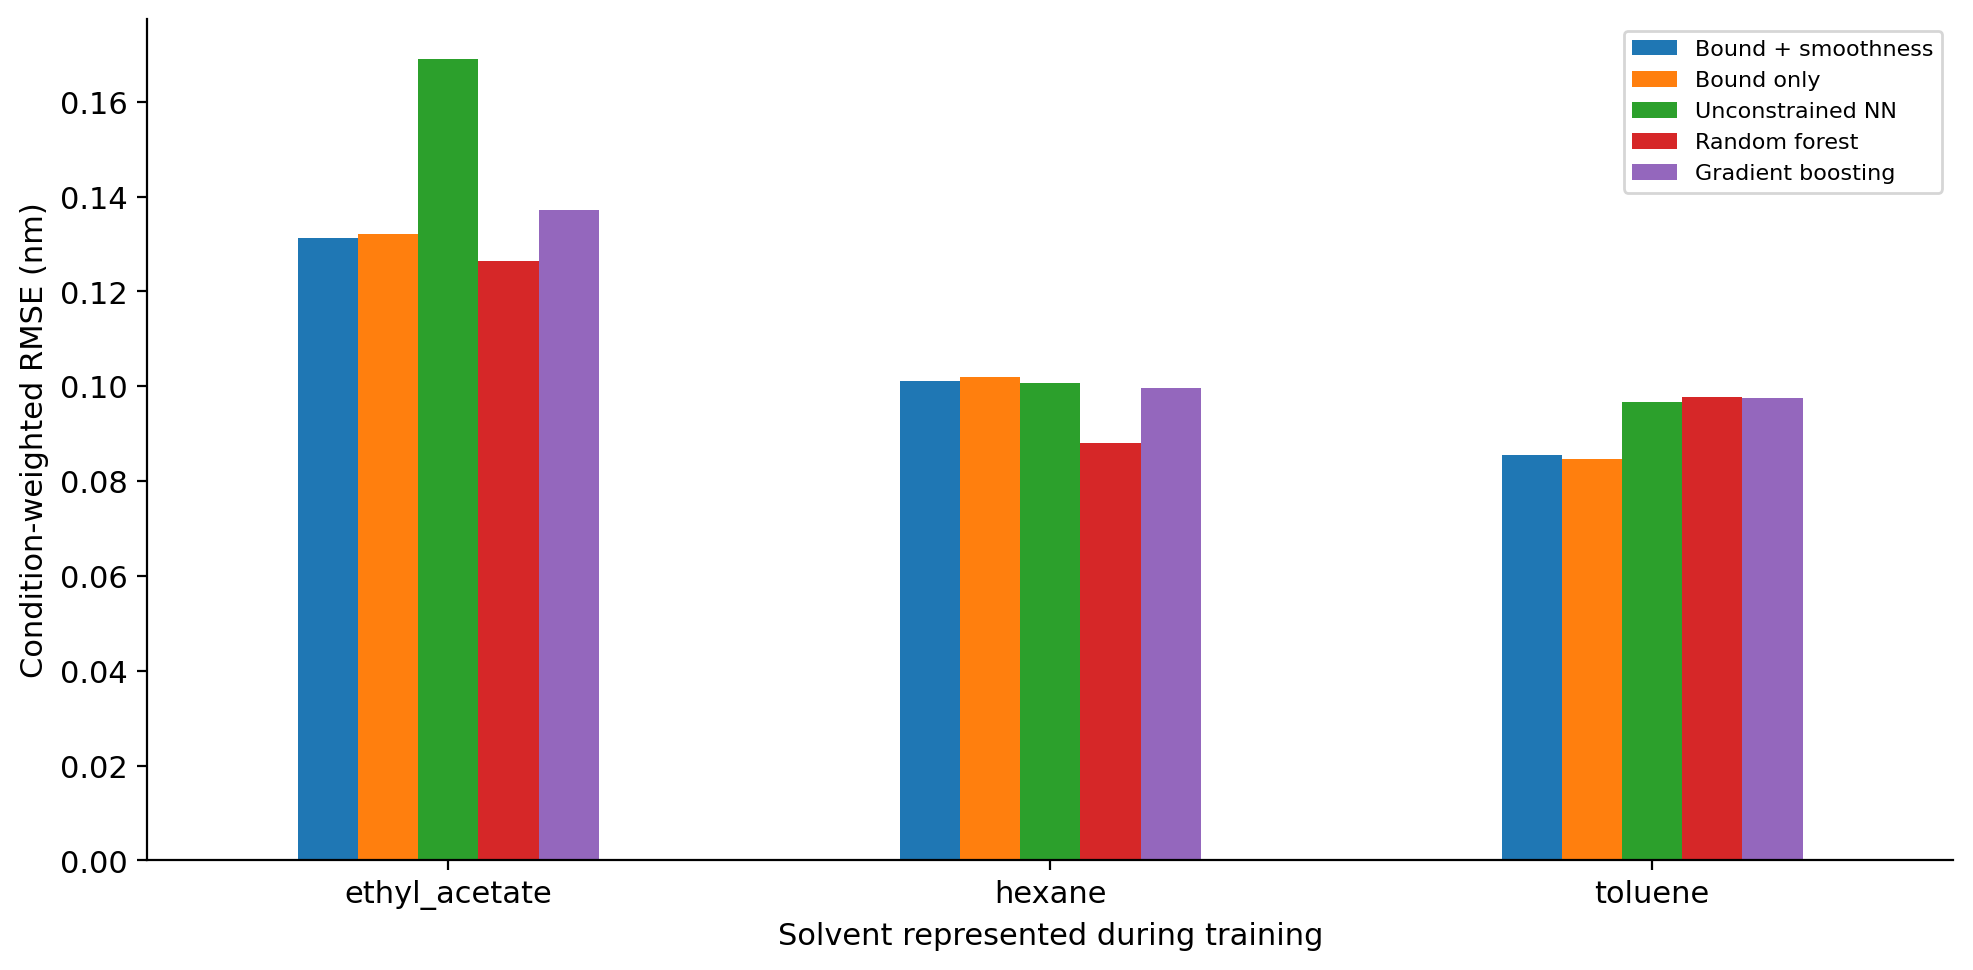 Bound + smoothness
Bound only
Unconstrained NN
Random forest
Gradient boosting
Condition-weighted RMSE (nm)
0.16
0.14
0.12
0.10
0.08
0.06
0.04
0.02
0.00
ethyl_acetate
hexane
toluene
Solvent represented during training